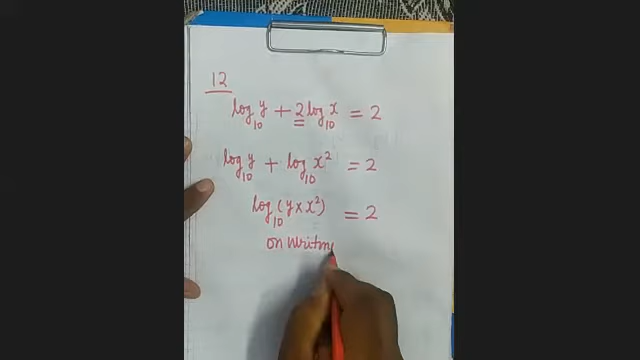 12
log₁₀ y + 2 log₁₀ x = 2
log₁₀ y + log₁₀ x² = 2
log₁₀ (y × x²) = 2
on writin